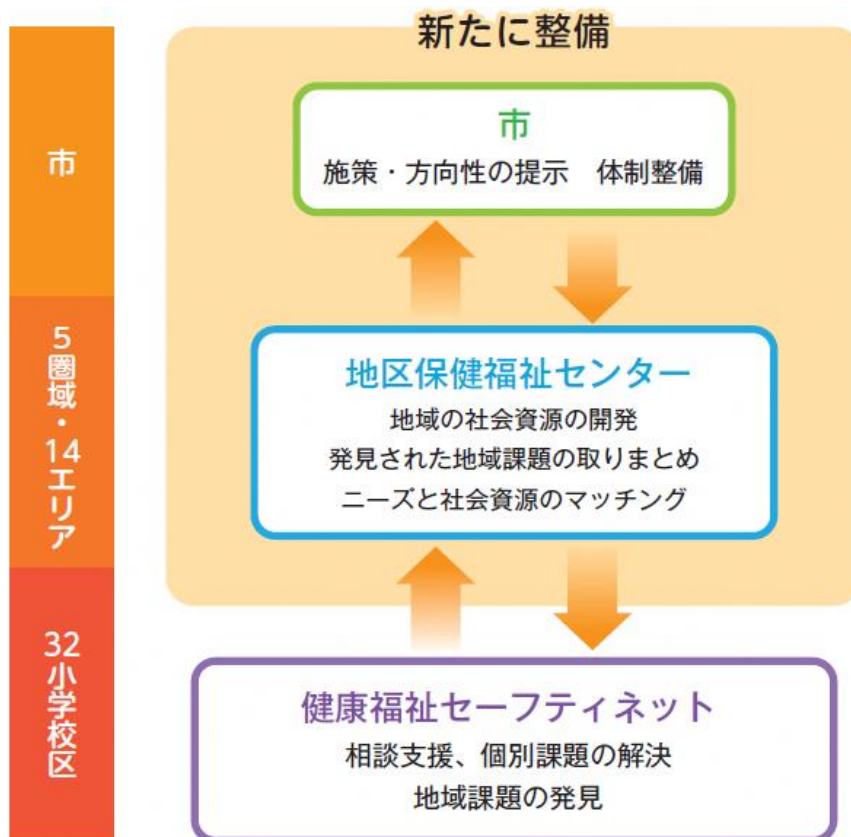 新たに整備
市
市
施策・方向性の提示　体制整備
5圏域・14エリア
地区保健福祉センター
地域の社会資源の開発
発見された地域課題の取りまとめ
ニーズと社会資源のマッチング
32小学校区
健康福祉セーフティネット
相談支援、個別課題の解決
地域課題の発見